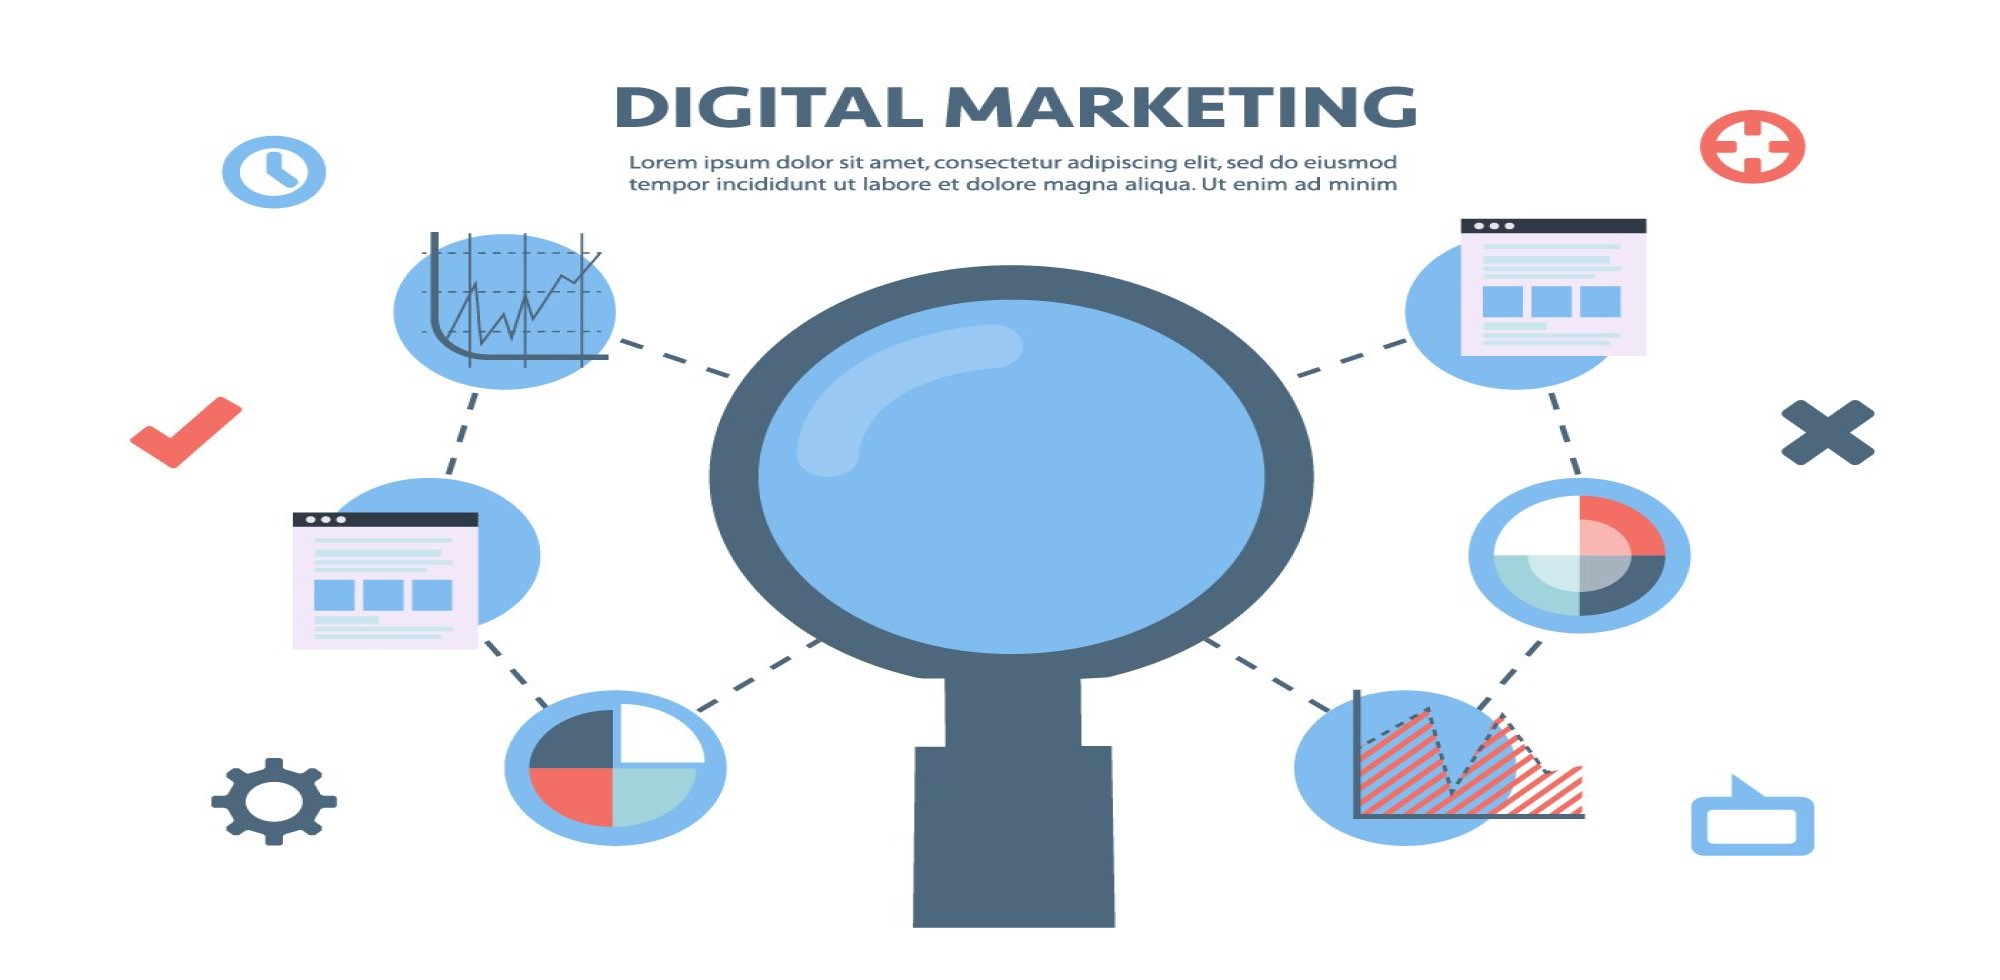 DIGITAL MARKETING
Lorem ipsum dolor sit amet, consectetur adipiscing elit, sed do eiusmod
tempor incididunt ut labore et dolore magna aliqua. Ut enim ad minim